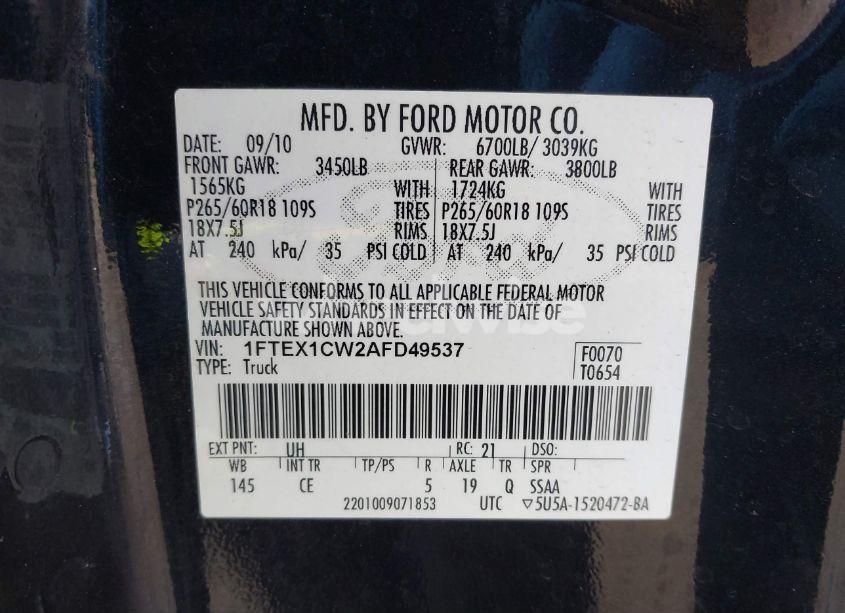 MFD. BY FORD MOTOR CO.
DATE: 09/10 GVWR: 6700LB/ 3039KG
FRONT GAWR: 3450LB REAR GAWR: 3800LB
1565KG WITH 1724KG WITH
P265/60R18 109S TIRES P265/60R18 109S TIRES
18X7.5J RIMS 18X7.5J RIMS
AT 240 kPa/ 35 PSI COLD AT 240 kPa/ 35 PSI COLD
THIS VEHICLE CONFORMS TO ALL APPLICABLE FEDERAL MOTOR
VEHICLE SAFETY STANDARDS IN EFFECT ON THE DATE OF
MANUFACTURE SHOWN ABOVE.
VIN: 1FTEX1CW2AFD49537 F0070
TYPE: Truck T0654
EXT PNT: UH RC: 21 DSO:
WB INT TR TP/PS R AXLE TR SPR
145 CE 5 19 Q SSAA
2201009071853 UTC ▽5U5A-1520472-BA